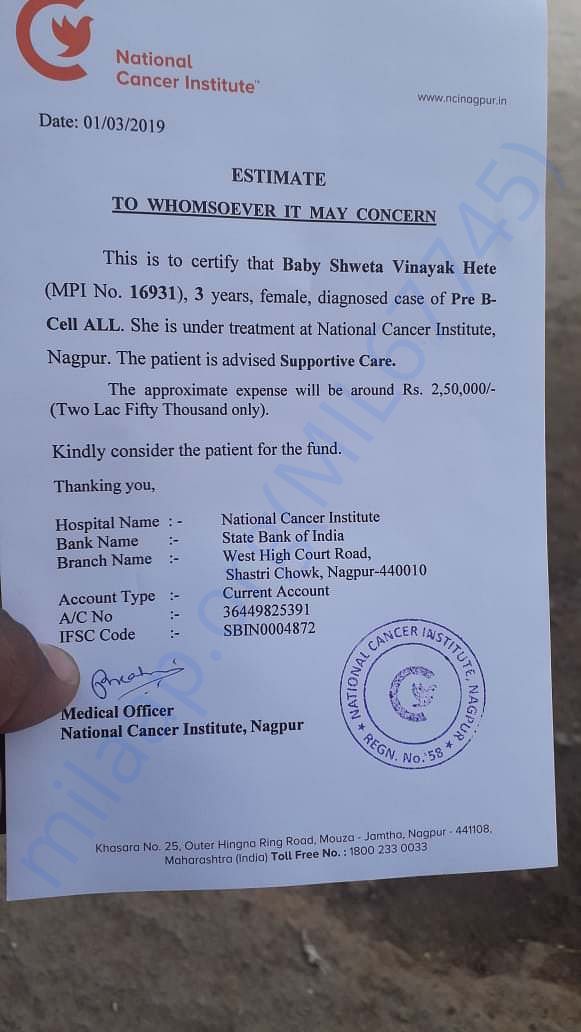 National
Cancer Institute™
www.ncinagpur.in
Date: 01/03/2019
ESTIMATE
TO WHOMSOEVER IT MAY CONCERN
This is to certify that Baby Shweta Vinayak Hete
(MPI No. 16931), 3 years, female, diagnosed case of Pre B-
Cell ALL. She is under treatment at National Cancer Institute,
Nagpur. The patient is advised Supportive Care.
The approximate expense will be around Rs. 2,50,000/-
(Two Lac Fifty Thousand only).
Kindly consider the patient for the fund.
Thanking you,
Hospital Name : - National Cancer Institute
Bank Name :- State Bank of India
Branch Name :- West High Court Road,
Shastri Chowk, Nagpur-440010
Account Type :- Current Account
A/C No :- 36449825391
IFSC Code :- SBIN0004872
Medical Officer
National Cancer Institute, Nagpur
★ NATIONAL CANCER INSTITUTE, NAGPUR ★
REGN. No. 58
Khasara No. 25, Outer Hingna Ring Road, Mouza - Jamtha, Nagpur - 441108,
Maharashtra (India) Toll Free No. : 1800 233 0033
milaap.org(MIL67745)